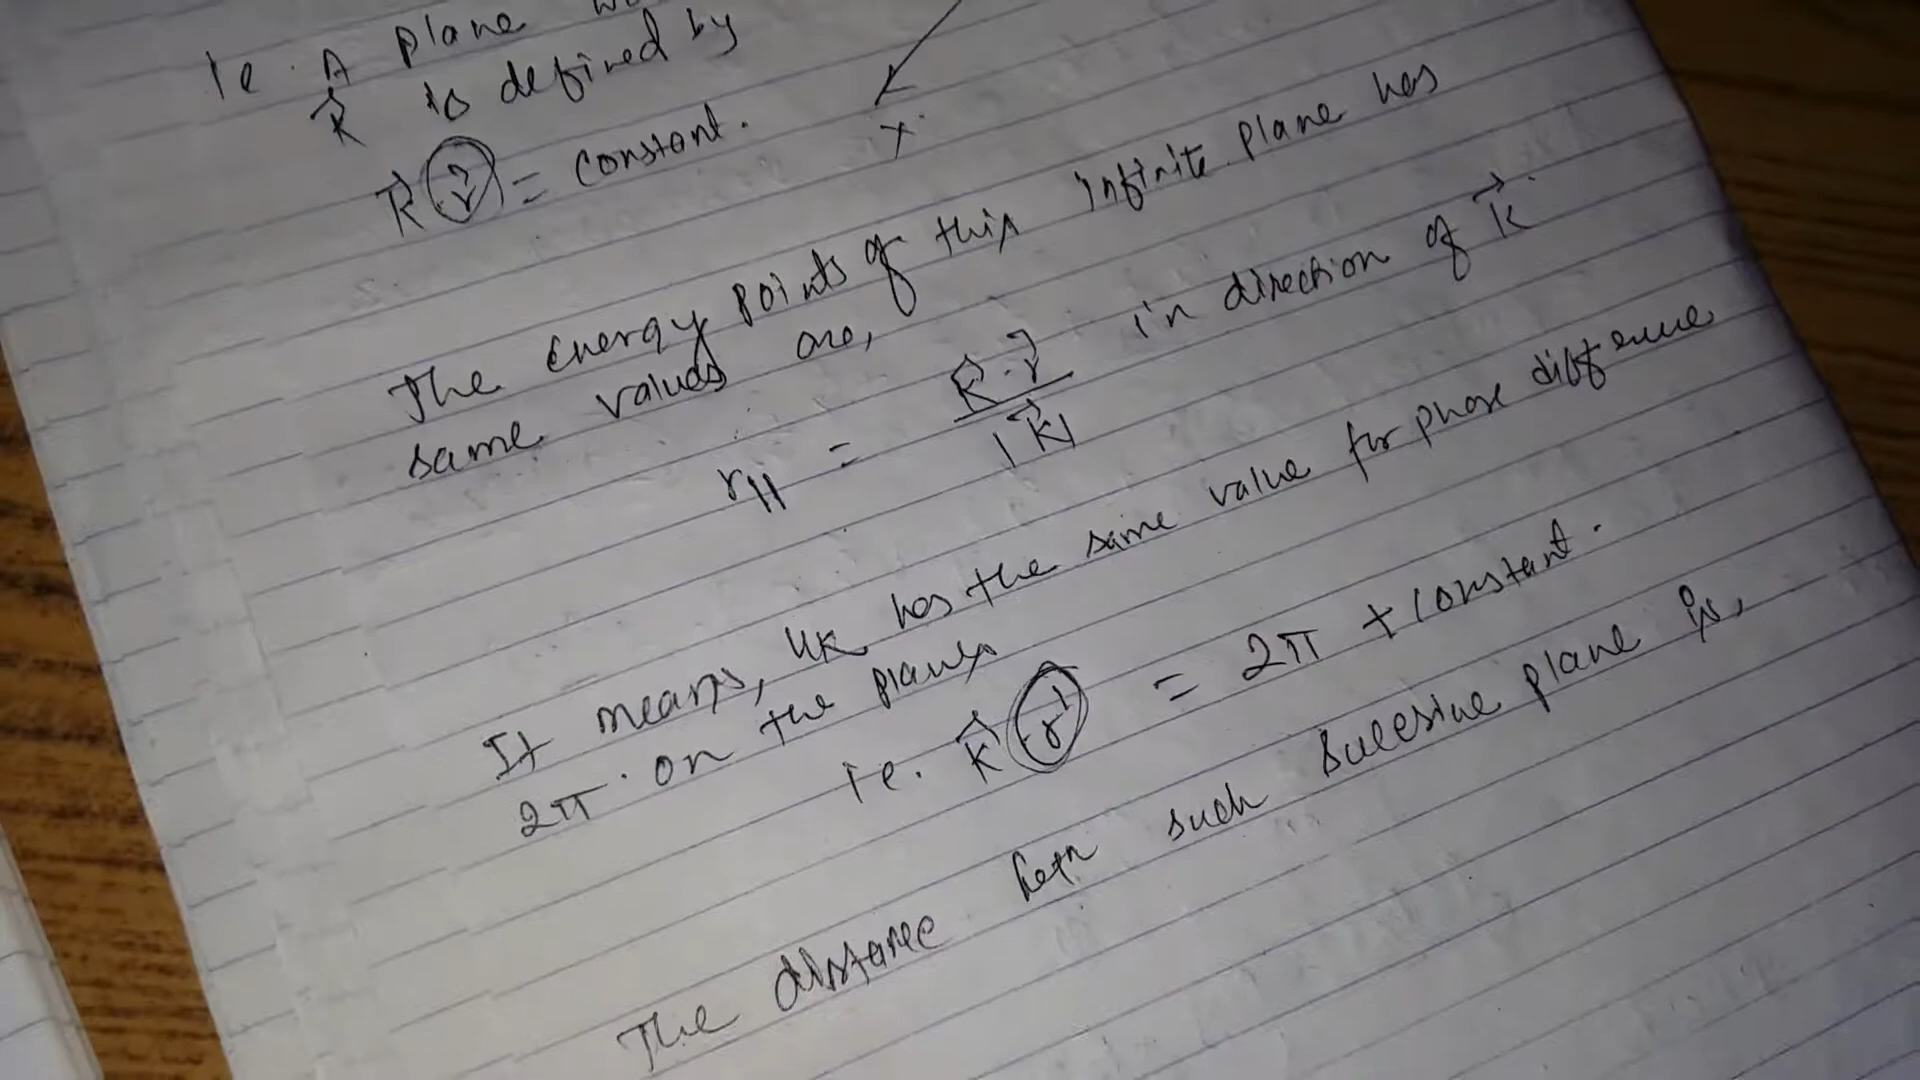 ie. A plane
k̂ is defined by
k⃗ · r̂ = constant.
x
The energy points of this infinite plane has
same values are,
r∥ = k̂ · r⃗ / |k⃗| in direction of k⃗.
It means, uk has the same value for phase difference
2π. on the planes
ie. k̂ · r' = 2π + constant.
The distance betn such succesive plane is,